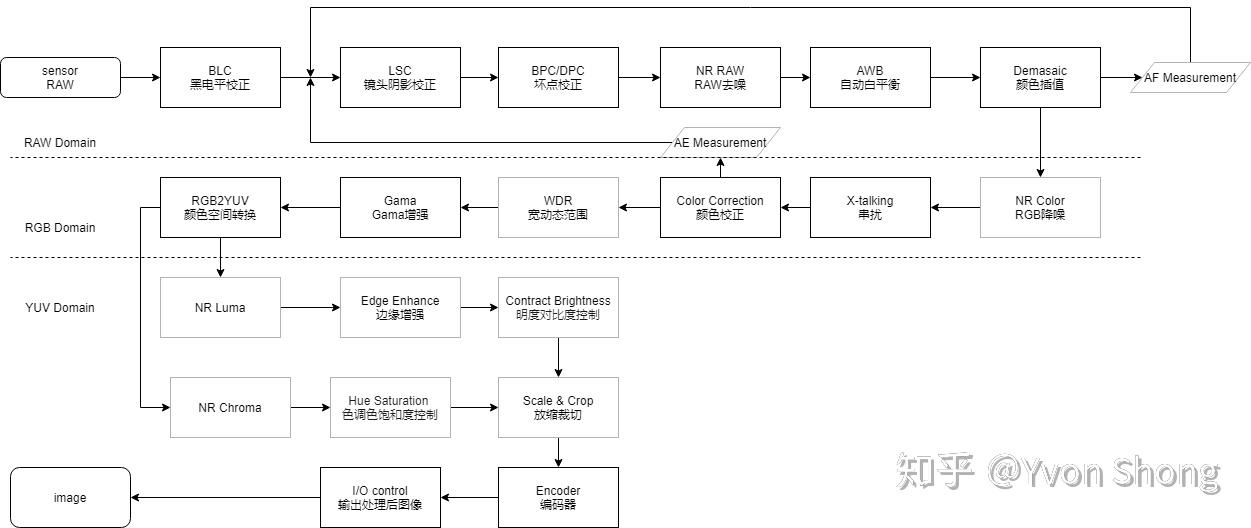 sensor
RAW
BLC
黑电平校正
LSC
镜头阴影校正
BPC/DPC
坏点校正
NR RAW
RAW去噪
AWB
自动白平衡
Demasaic
颜色插值
AF Measurement
RAW Domain
AE Measurement
RGB2YUV
颜色空间转换
Gama
Gama增强
WDR
宽动态范围
Color Correction
颜色校正
X-talking
串扰
NR Color
RGB降噪
RGB Domain
YUV Domain
NR Luma
Edge Enhance
边缘增强
Contract Brightness
明度对比度控制
NR Chroma
Hue Saturation
色调色饱和度控制
Scale & Crop
放缩裁切
image
I/O control
输出处理后图像
Encoder
编码器
知乎 @Yvon Shong